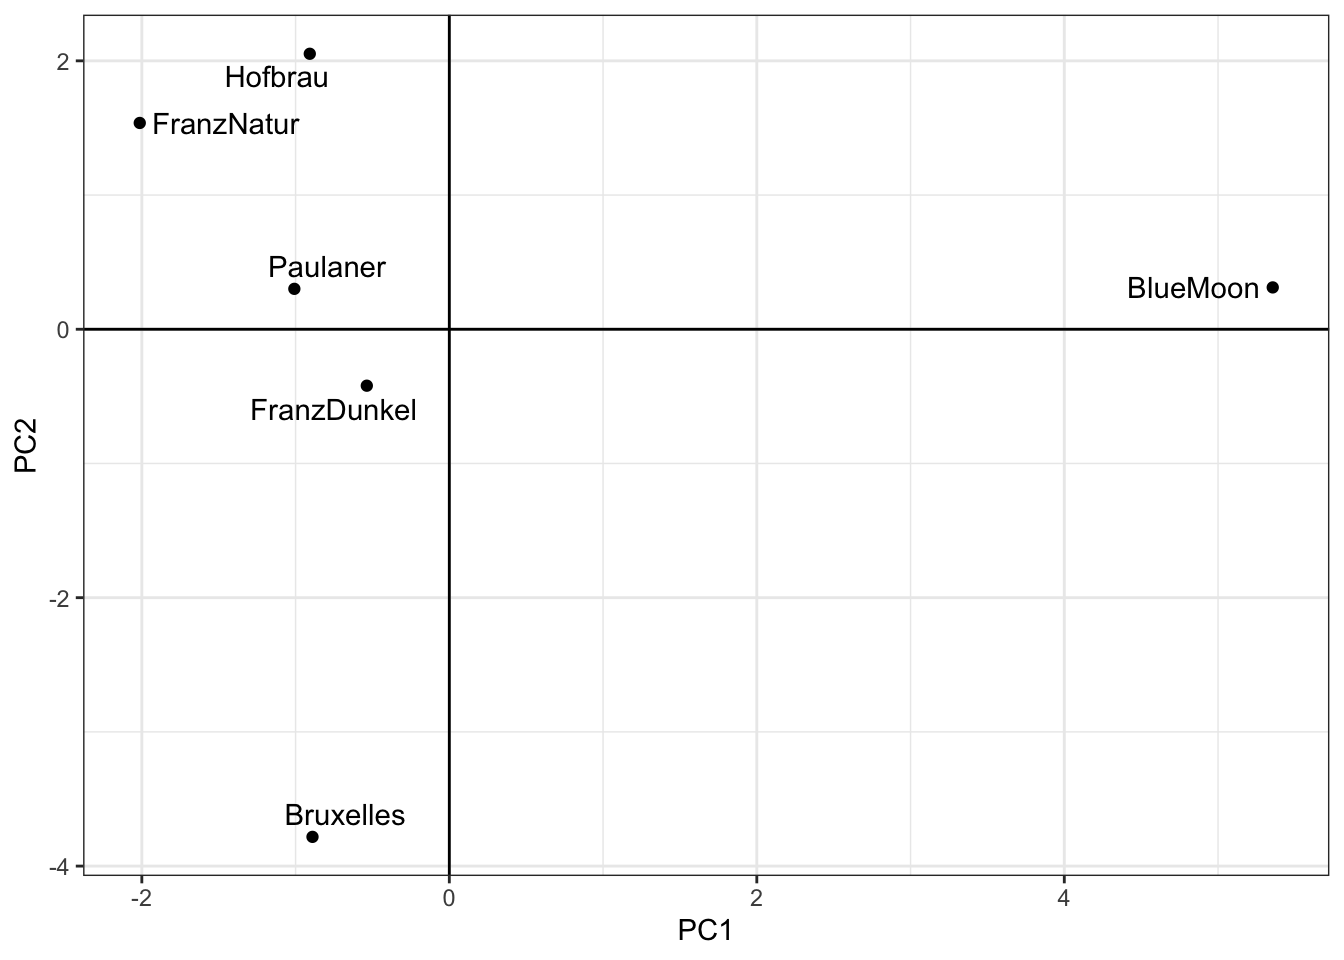 2
Hofbrau
FranzNatur
Paulaner
BlueMoon
0
FranzDunkel
PC2
-2
Bruxelles
-4
-2 0 2 4
PC1